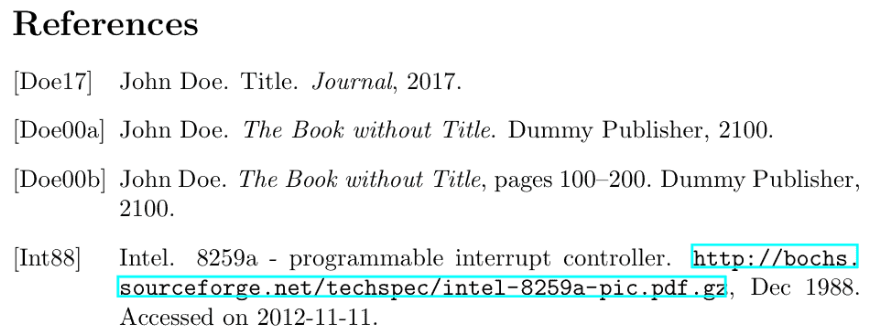 References
[Doe17] John Doe. Title. Journal, 2017.
[Doe00a] John Doe. The Book without Title. Dummy Publisher, 2100.
[Doe00b] John Doe. The Book without Title, pages 100–200. Dummy Publisher,
2100.
[Int88] Intel. 8259a - programmable interrupt controller. http://bochs.
sourceforge.net/techspec/intel-8259a-pic.pdf.gz, Dec 1988.
Accessed on 2012-11-11.